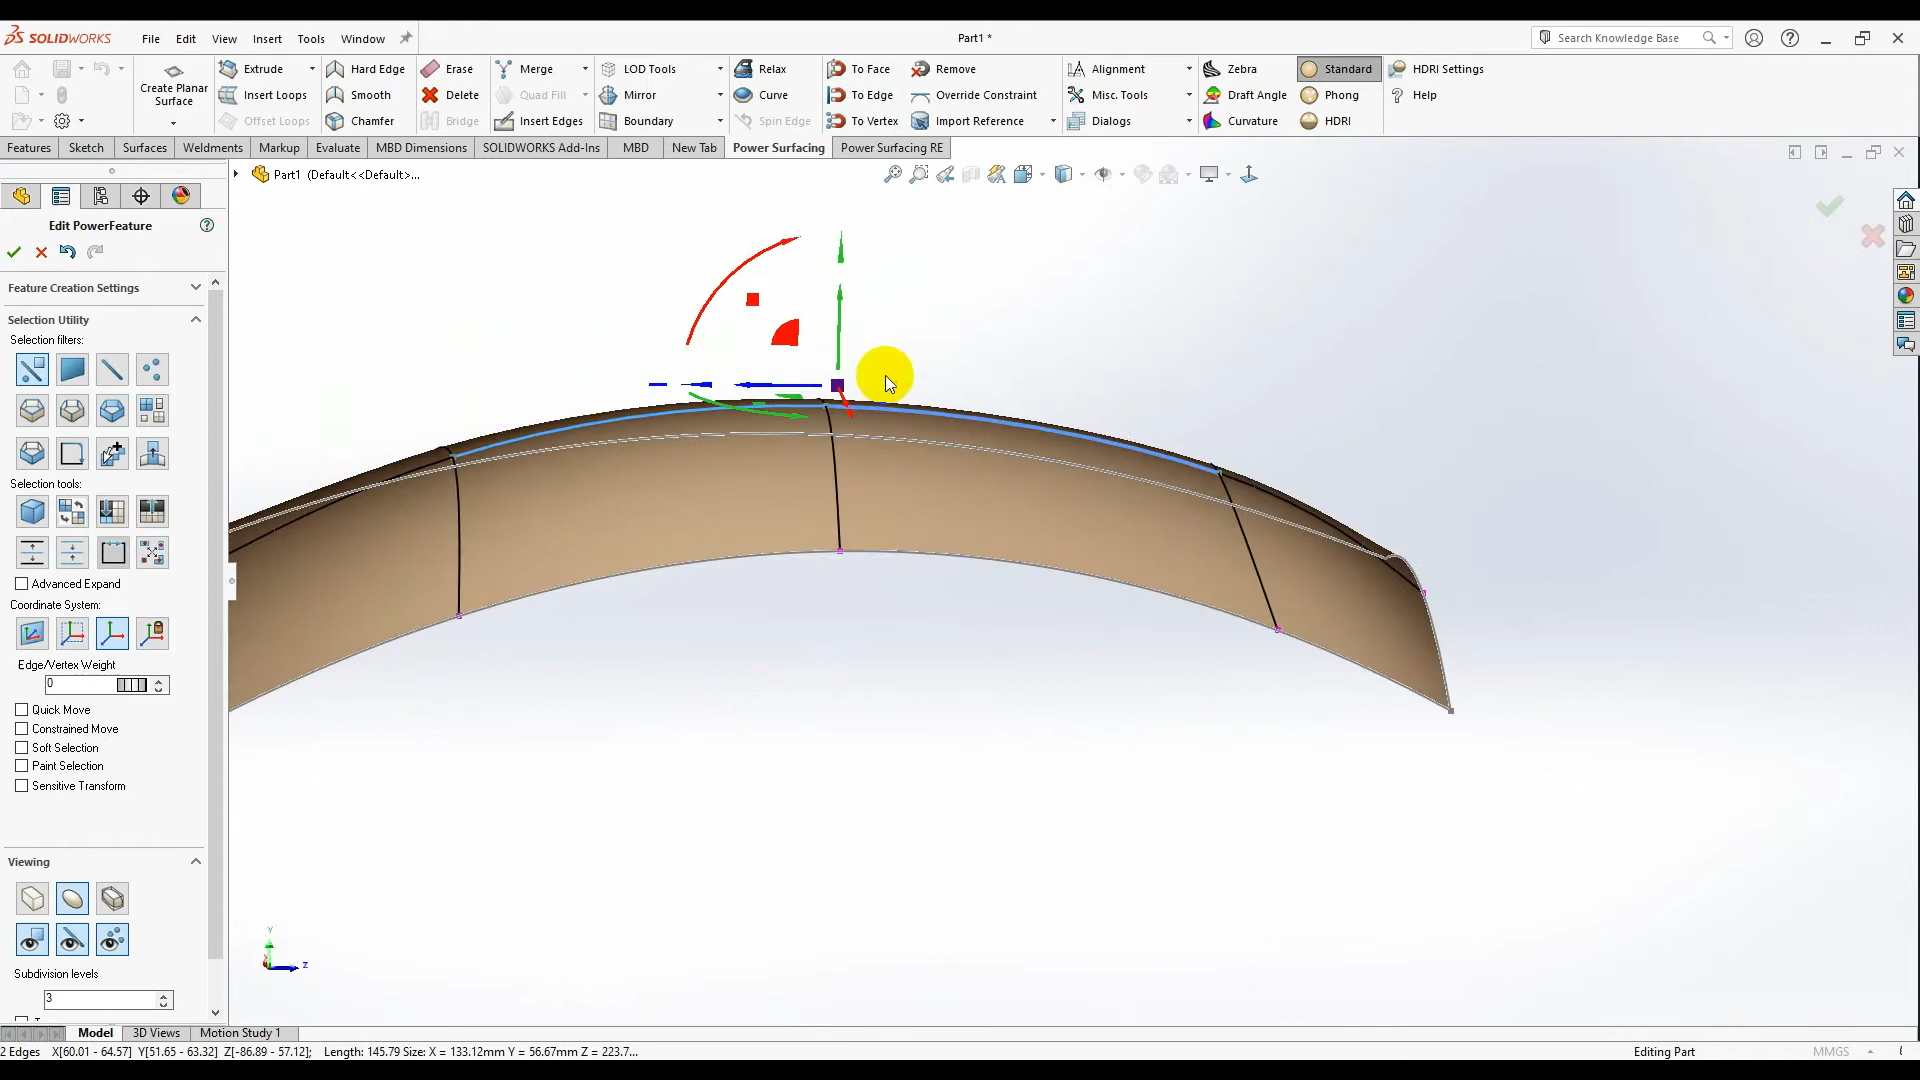 SOLIDWORKS
File Edit View Insert Tools Window
Part1 *
Search Knowledge Base
Create Planar Surface
Extrude
Insert Loops
Offset Loops
Hard Edge
Smooth
Chamfer
Erase
Delete
Bridge
Merge
Quad Fill
Insert Edges
LOD Tools
Mirror
Boundary
Relax
Curve
Spin Edge
To Face
To Edge
To Vertex
Remove
Override Constraint
Import Reference
Alignment
Misc. Tools
Dialogs
Zebra
Draft Angle
Curvature
Standard
Phong
HDRI
HDRI Settings
Help
Features Sketch Surfaces Weldments Markup Evaluate MBD Dimensions SOLIDWORKS Add-Ins MBD New Tab Power Surfacing Power Surfacing RE
Part1 (Default<<Default>...
Edit PowerFeature
Feature Creation Settings
Selection Utility
Selection filters:
Selection tools:
Advanced Expand
Coordinate System:
Edge/Vertex Weight
0
Quick Move
Constrained Move
Soft Selection
Paint Selection
Sensitive Transform
Viewing
Subdivision levels
3
Y
Z
Model 3D Views Motion Study 1
2 Edges X[60.01 - 64.57] Y[51.65 - 63.32] Z[-86.89 - 57.12]; Length: 145.79 Size: X = 133.12mm Y = 56.67mm Z = 223.7...
Editing Part
MMGS